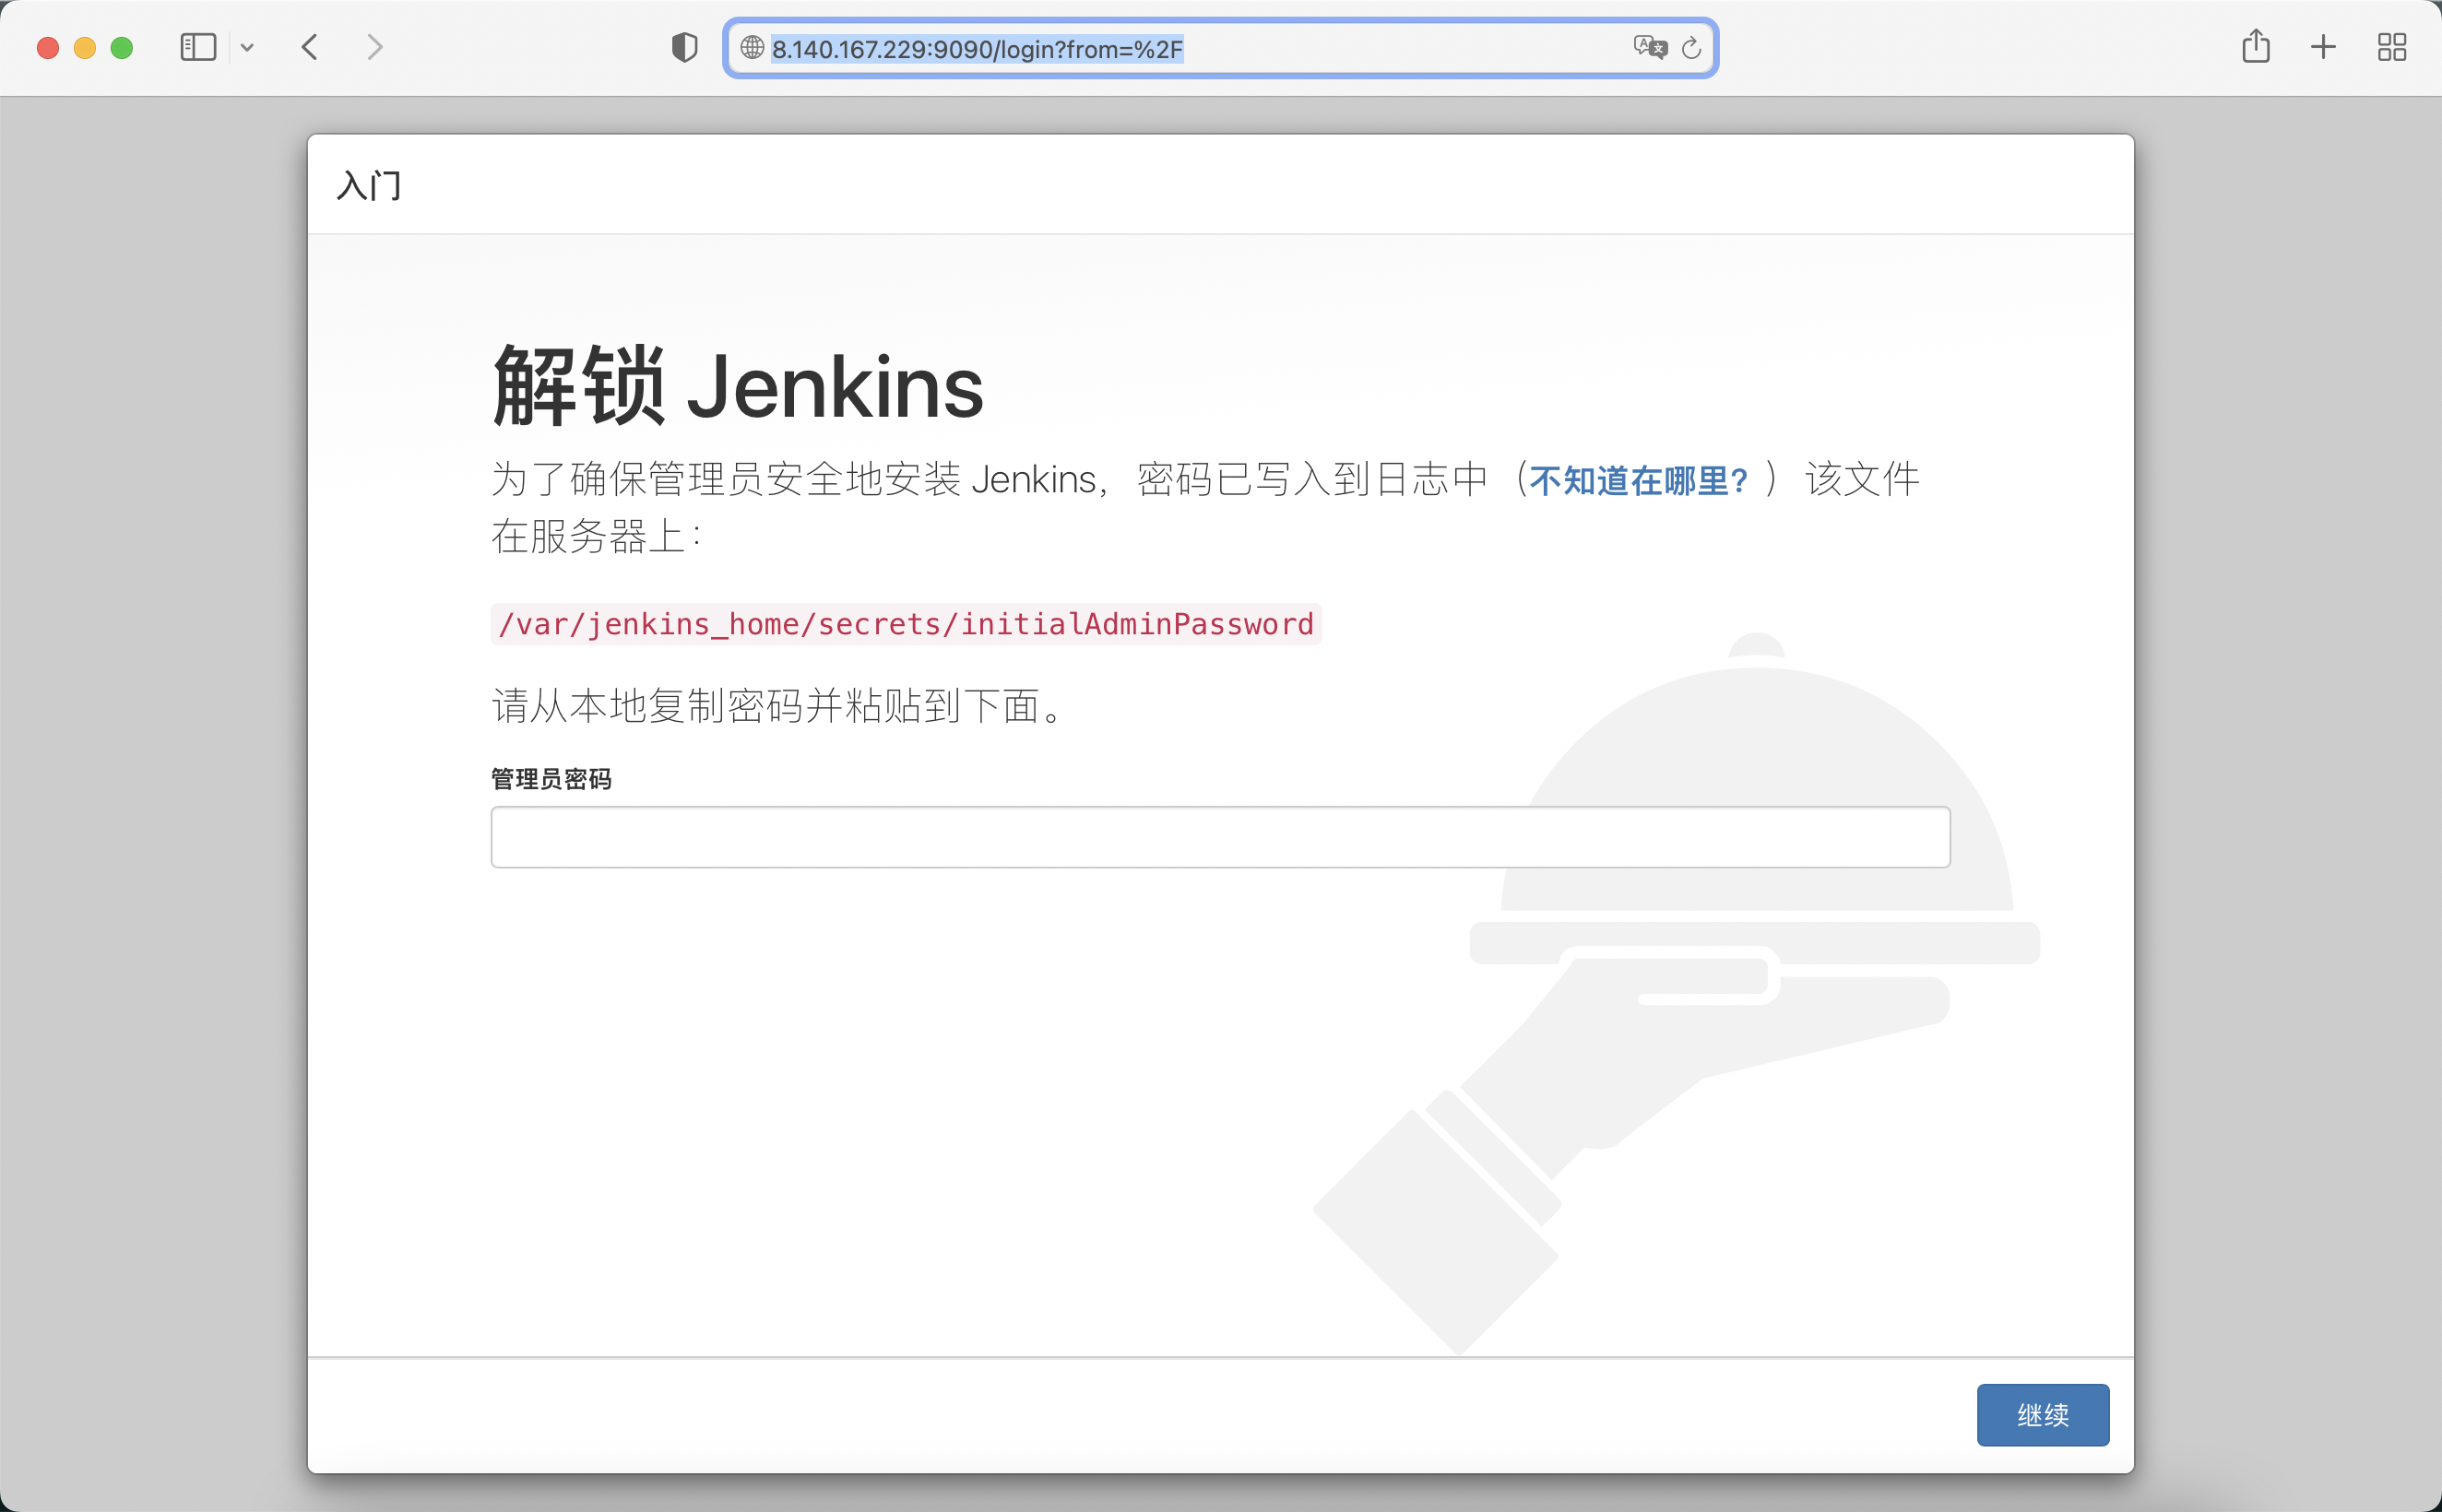 8.140.167.229:9090/login?from=%2F
入门
解锁 Jenkins
为了确保管理员安全地安装 Jenkins，密码已写入到日志中（不知道在哪里？）该文件
在服务器上：
/var/jenkins_home/secrets/initialAdminPassword
请从本地复制密码并粘贴到下面。
管理员密码
继续